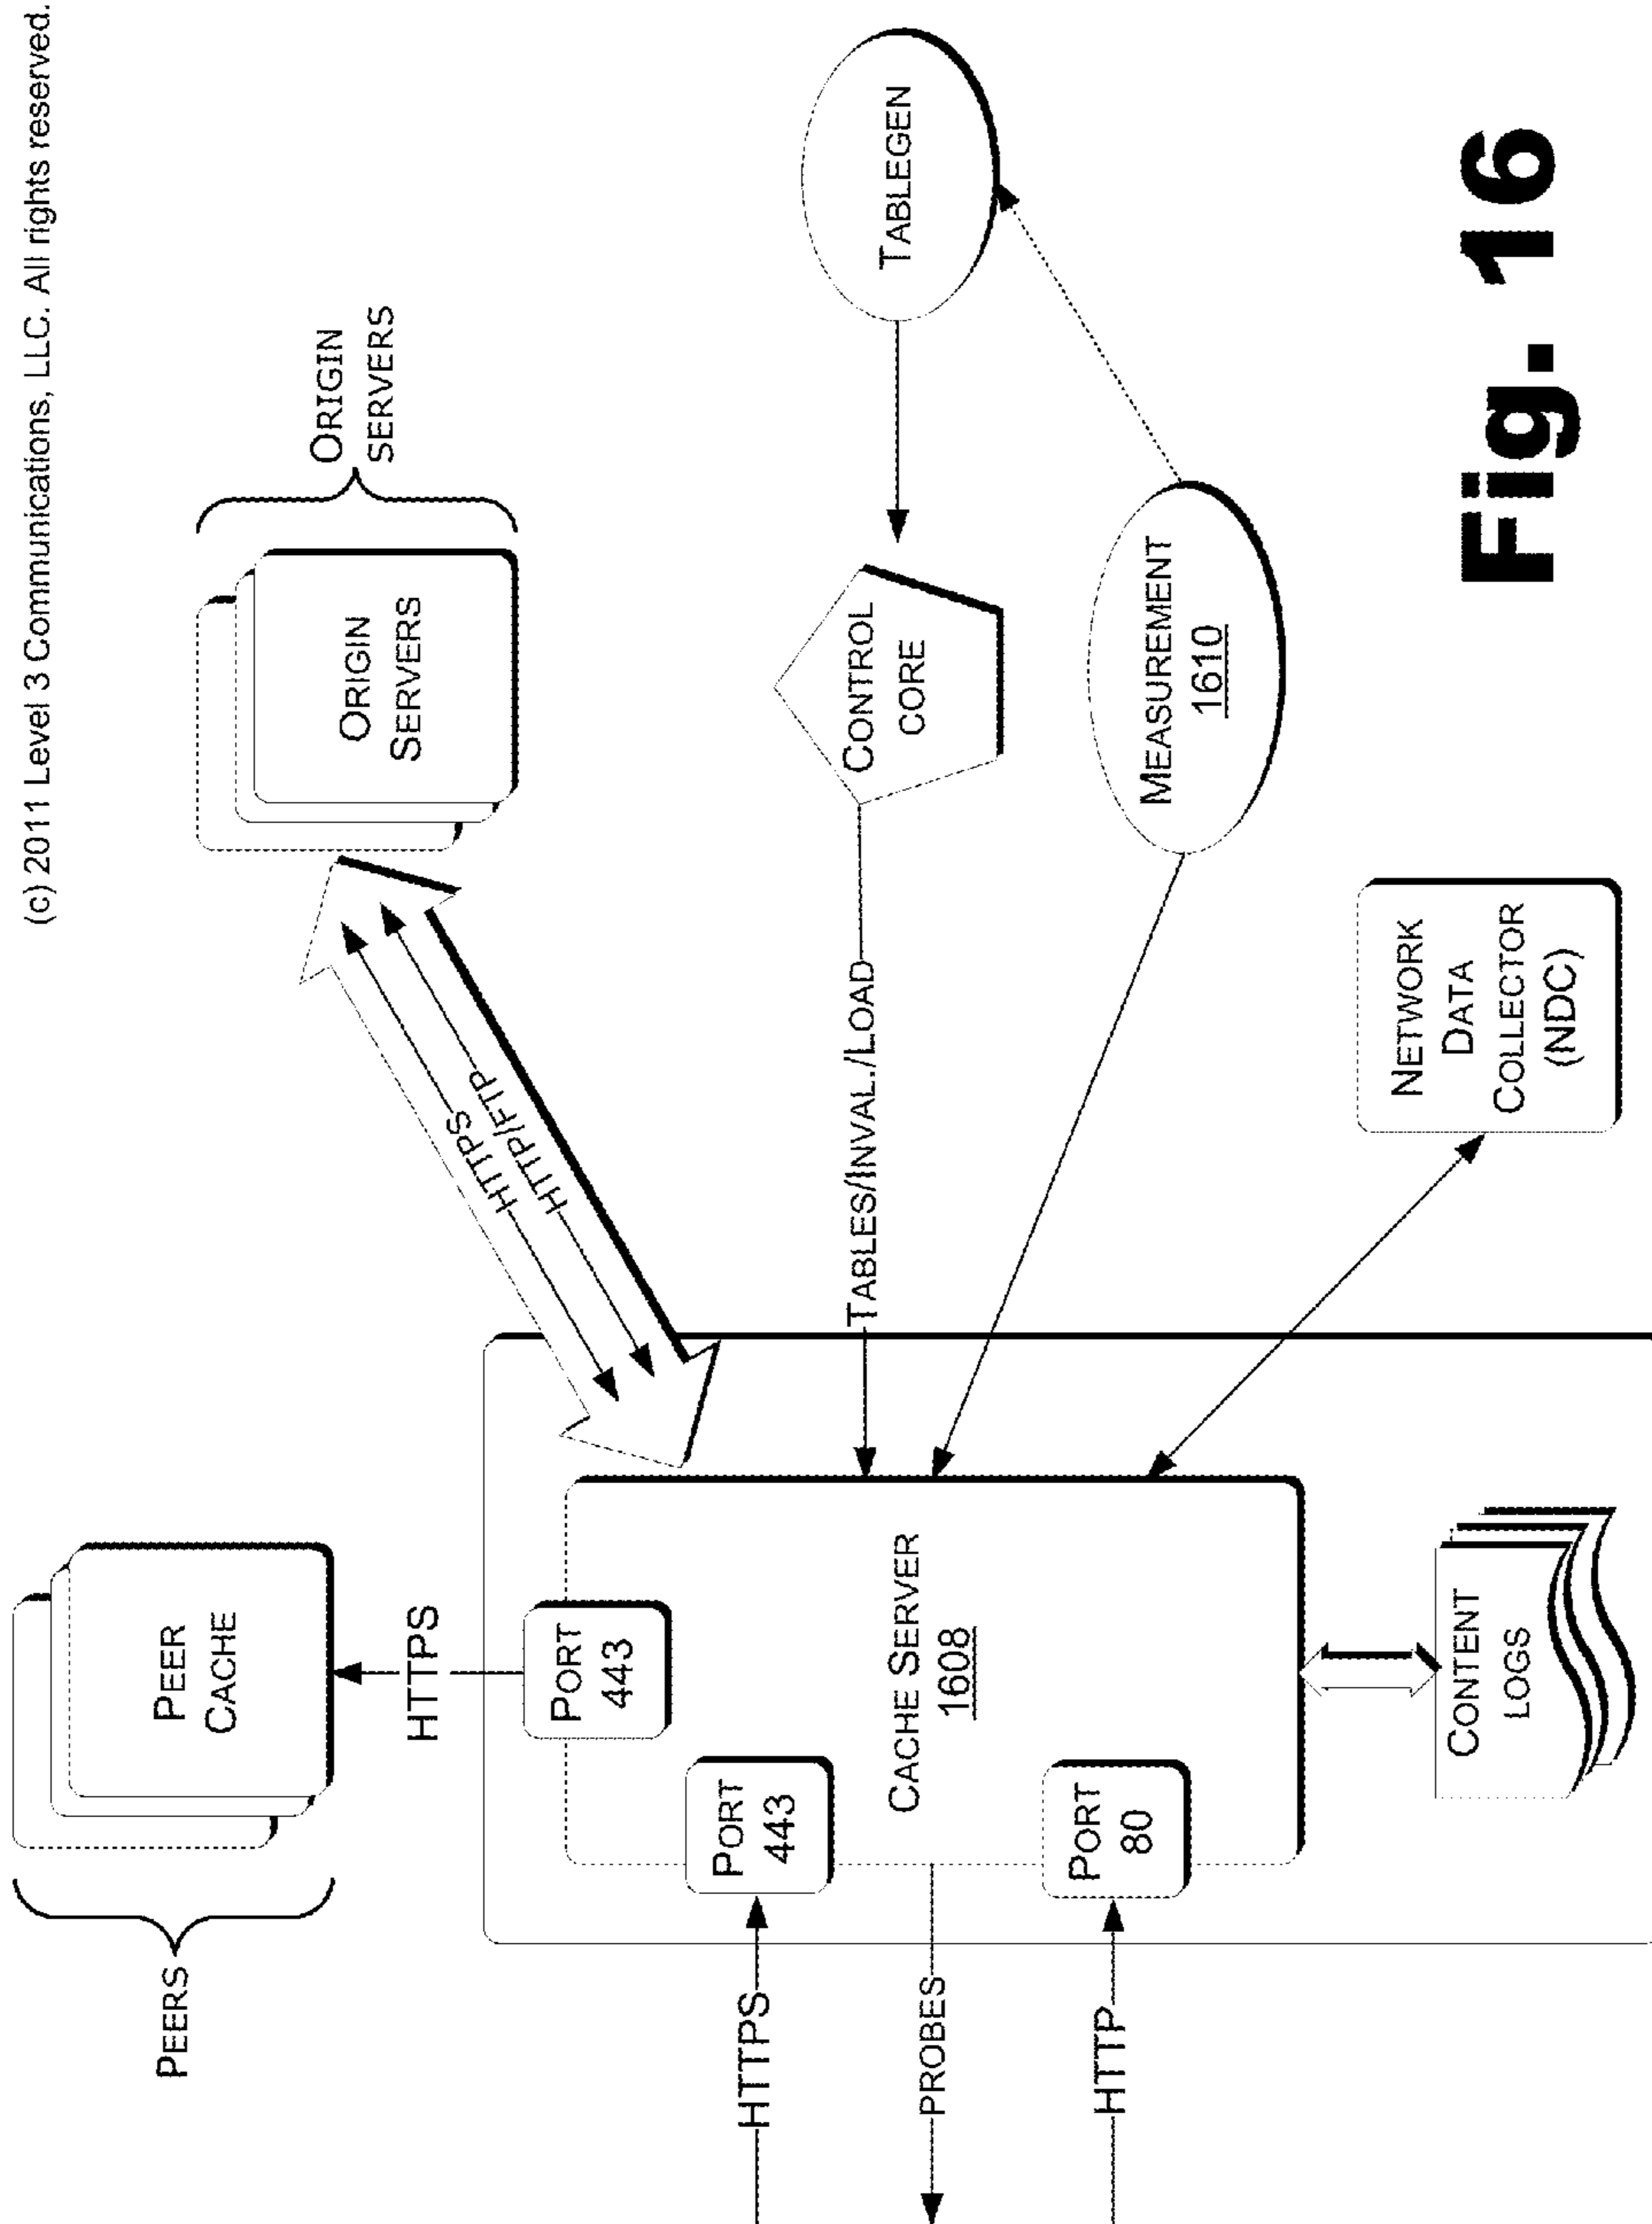 (c) 2011 Level 3 Communications, LLC. All rights reserved.
PEERS
PEER
CACHE
HTTPS
ORIGIN
SERVERS
ORIGIN
SERVERS
HTTPS
HTTP/FTP
HTTPS
PORT
443
PORT
443
CACHE SERVER
1608
PROBES
HTTP
PORT
80
TABLES/INVAL./LOAD
CONTROL
CORE
TABLEGEN
MEASUREMENT
1610
NETWORK
DATA
COLLECTOR
(NDC)
CONTENT
LOGS
Fig. 16